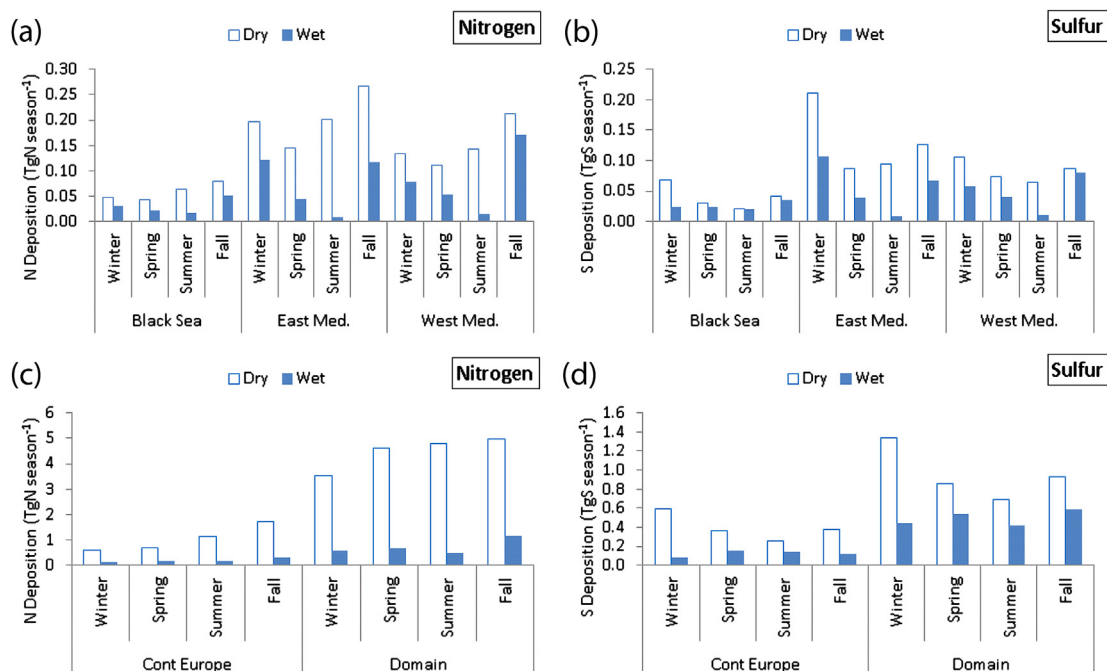 (a)
Nitrogen
Dry Wet
N Deposition (TgN season⁻¹)
0.30
0.25
0.20
0.15
0.10
0.05
0.00
Winter Spring Summer Fall Winter Spring Summer Fall Winter Spring Summer Fall
Black Sea East Med. West Med.
(b)
Sulfur
Dry Wet
S Deposition (TgS season⁻¹)
0.25
0.20
0.15
0.10
0.05
0.00
Winter Spring Summer Fall Winter Spring Summer Fall Winter Spring Summer Fall
Black Sea East Med. West Med.
(c)
Nitrogen
Dry Wet
N Deposition (TgN season⁻¹)
6
5
4
3
2
1
0
Winter Spring Summer Fall Winter Spring Summer Fall
Cont Europe Domain
(d)
Sulfur
Dry Wet
S Deposition (TgS season⁻¹)
1.6
1.4
1.2
1.0
0.8
0.6
0.4
0.2
0.0
Winter Spring Summer Fall Winter Spring Summer Fall
Cont Europe Domain